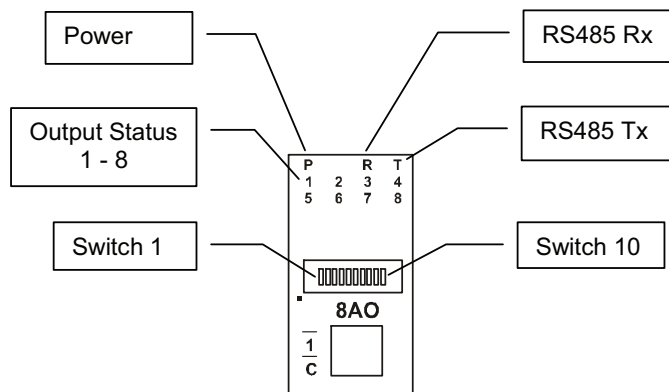 Power
RS485 Rx
Output Status
1 - 8
RS485 Tx
P R T
1 2 3 4
5 6 7 8
Switch 1
Switch 10
8AO
1
C